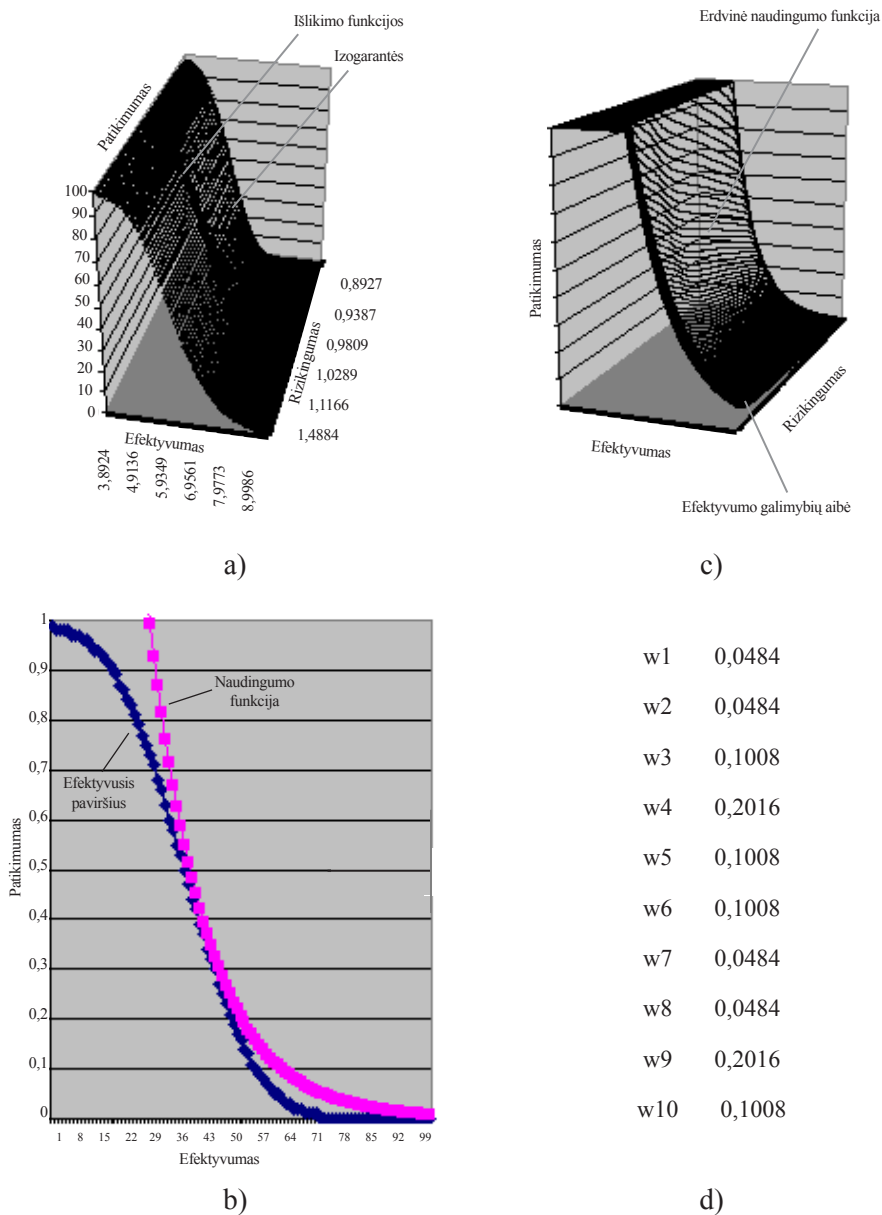 Išlikimo funkcijos
Izogarantės
Patikimumas
100
90
80
70
60
50
40
30
20
10
0
Efektyvumas
3,8924
4,9136
5,9349
6,9561
7,9773
8,9986
Rizikingumas
0,8927
0,9387
0,9809
1,0289
1,1166
1,4884
a)
Erdvinė naudingumo funkcija
Patikimumas
Efektyvumas
Rizikingumas
Efektyvumo galimybių aibė
c)
1
0,9
0,8
0,7
0,6
0,5
0,4
0,3
0,2
0,1
0
Patikimumas
Naudingumo
funkcija
Efektyvusis
paviršius
1 8 15 22 29 36 43 50 57 64 71 78 85 92 99
Efektyvumas
b)
w1 0,0484
w2 0,0484
w3 0,1008
w4 0,2016
w5 0,1008
w6 0,1008
w7 0,0484
w8 0,0484
w9 0,2016
w10 0,1008
d)